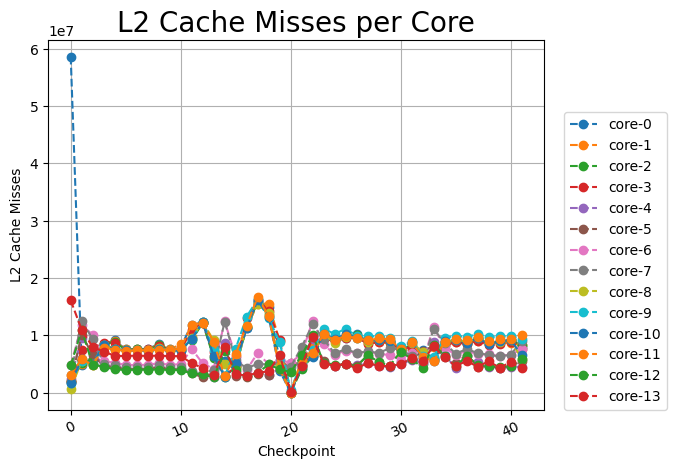 L2 Cache Misses per Core
1e7
6
5
4
3
2
1
0
L2 Cache Misses
0
10
20
30
40
Checkpoint
core-0
core-1
core-2
core-3
core-4
core-5
core-6
core-7
core-8
core-9
core-10
core-11
core-12
core-13